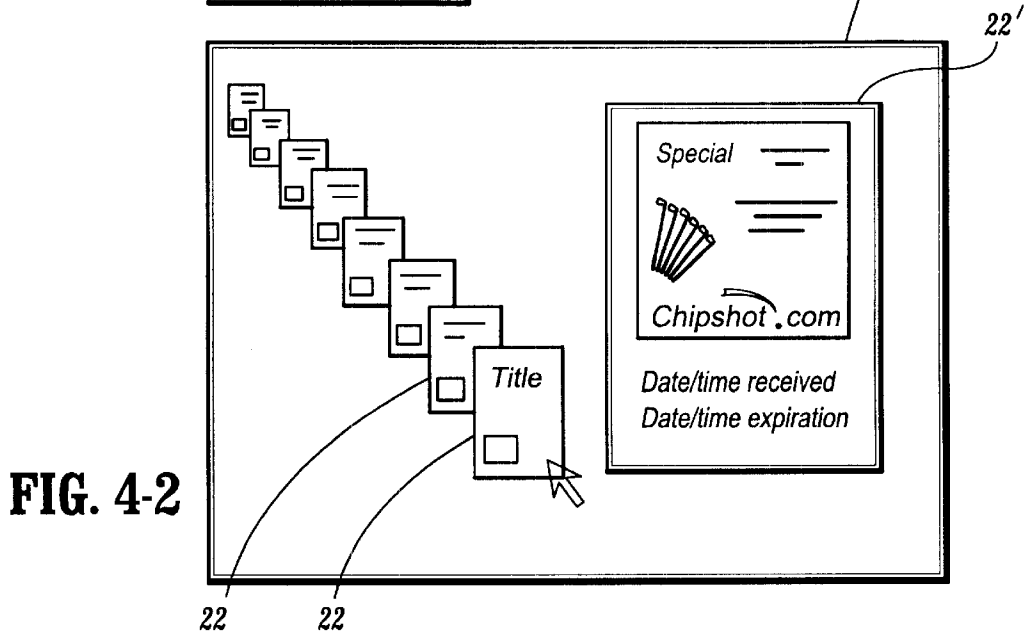 22'
Special
Chipshot.com
Title
Date/time received
Date/time expiration
FIG. 4-2
22
22